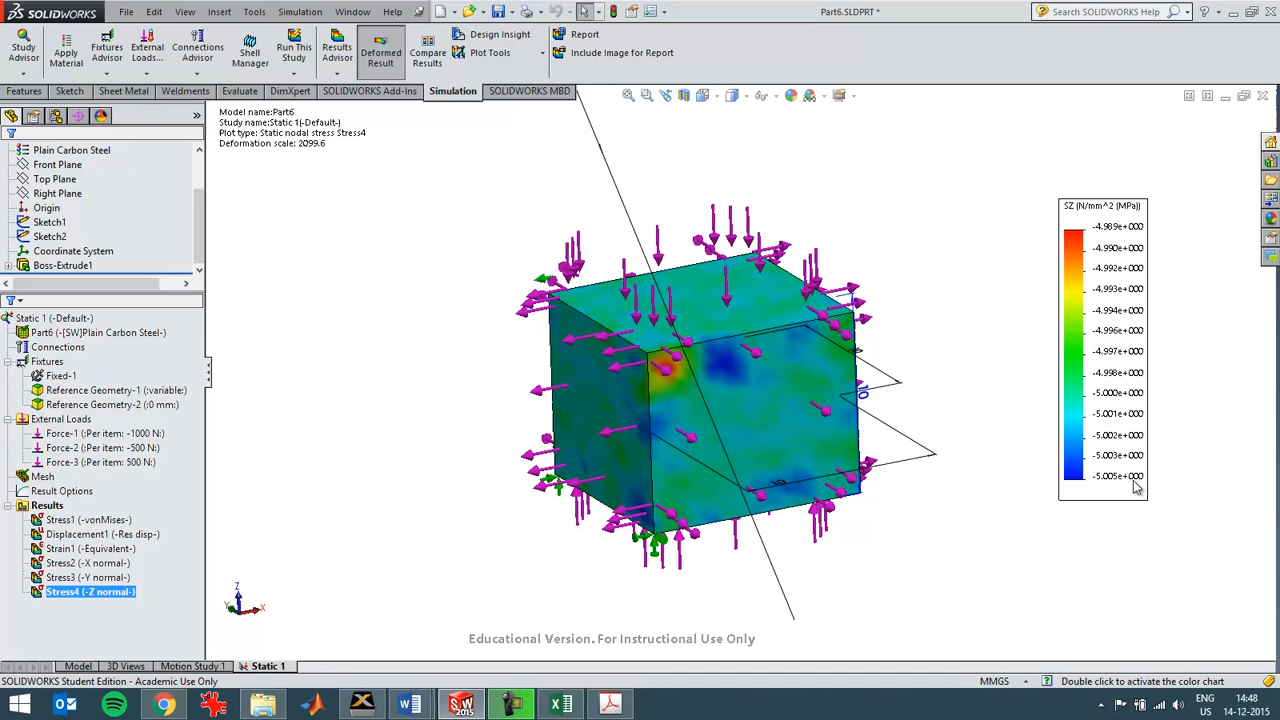 SOLIDWORKS
File Edit View Insert Tools Simulation Window Help
Part6.SLDPRT *
Search SOLIDWORKS Help
Study Advisor
Apply Material
Fixtures Advisor
External Loads...
Connections Advisor
Shell Manager
Run This Study
Results Advisor
Deformed Result
Compare Results
Design Insight
Plot Tools
Report
Include Image for Report
Features Sketch Sheet Metal Weldments Evaluate DimXpert SOLIDWORKS Add-Ins Simulation SOLIDWORKS MBD
Model name:Part6
Study name:Static 1(-Default-)
Plot type: Static nodal stress Stress4
Deformation scale: 2099.6
Plain Carbon Steel
Front Plane
Top Plane
Right Plane
Origin
Sketch1
Sketch2
Coordinate System
Boss-Extrude1
Static 1 (-Default-)
Part6 (-[SW]Plain Carbon Steel-)
Connections
Fixtures
Fixed-1
Reference Geometry-1 (:variable:)
Reference Geometry-2 (:0 mm:)
External Loads
Force-1 (:Per item: -1000 N:)
Force-2 (:Per item: -500 N:)
Force-3 (:Per item: 500 N:)
Mesh
Result Options
Results
Stress1 (-vonMises-)
Displacement1 (-Res disp-)
Strain1 (-Equivalent-)
Stress2 (-X normal-)
Stress3 (-Y normal-)
Stress4 (-Z normal-)
SZ (N/mm^2 (MPa))
-4.989e+000
-4.990e+000
-4.992e+000
-4.993e+000
-4.994e+000
-4.996e+000
-4.997e+000
-4.998e+000
-5.000e+000
-5.001e+000
-5.002e+000
-5.003e+000
-5.005e+000
10
10
Z
Y
X
Educational Version. For Instructional Use Only
Model 3D Views Motion Study 1 Static 1
SOLIDWORKS Student Edition - Academic Use Only
MMGS
Double click to activate the color chart
SW
2015
ENG
US
14:48
14-12-2015